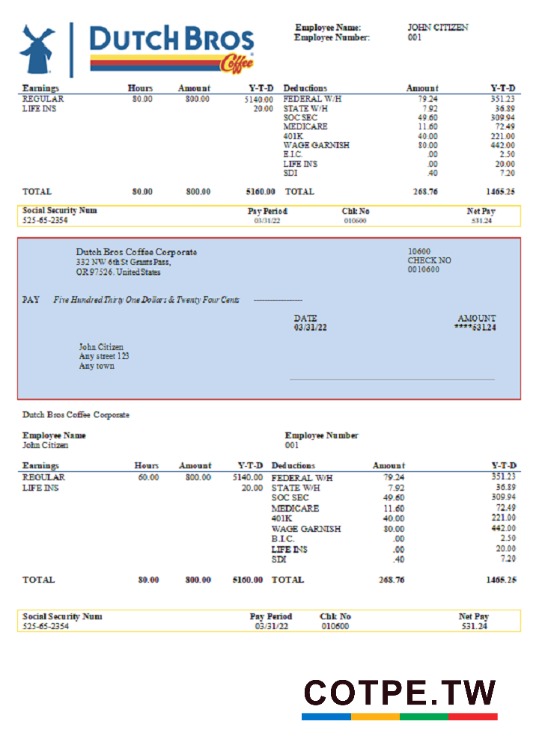 DUTCH BROS
Coffee
Employee Name: JOHN CITIZEN
Employee Number: 001
Earnings Hours Amount Y-T-D Deductions Amount Y-T-D
REGULAR 80.00 800.00 5140.00 FEDERAL W/H 79.24 351.23
LIFE INS 20.00 STATE W/H 7.92 36.89
SOC SEC 49.60 309.94
MEDICARE 11.60 72.49
401K 40.00 221.00
WAGE GARNISH 80.00 442.00
E.I.C. .00 2.50
LIFE INS .00 20.00
SDI .40 7.20
TOTAL 80.00 800.00 5160.00 TOTAL 268.76 1465.25
Social Security Num Pay Period Chk No Net Pay
525-65-2354 03/31/22 010600 531.24
Dutch Bros Coffee Corporate 10600
332 NW 6th St Grants Pass, CHECK NO
OR 97526. United States 0010600
PAY Five Hundred Thirty One Dollars & Twenty Four Cents
DATE AMOUNT
03/31/22 ****531.24
John Citizen
Any street 123
Any town
Dutch Bros Coffee Corporate
Employee Name Employee Number
John Citizen 001
Earnings Hours Amount Y-T-D Deductions Amount Y-T-D
REGULAR 60.00 800.00 5140.00 FEDERAL W/H 79.24 351.23
LIFE INS 20.00 STATE W/H 7.92 36.89
SOC SEC 49.60 309.94
MEDICARE 11.60 72.49
401K 40.00 221.00
WAGE GARNISH 80.00 442.00
B.I.C. .00 2.50
LIFE INS .00 20.00
SDI .40 7.20
TOTAL 80.00 800.00 5160.00 TOTAL 268.76 1465.25
Social Security Num Pay Period Chk No Net Pay
525-65-2354 03/31/22 010600 531.24
COTPE.TW